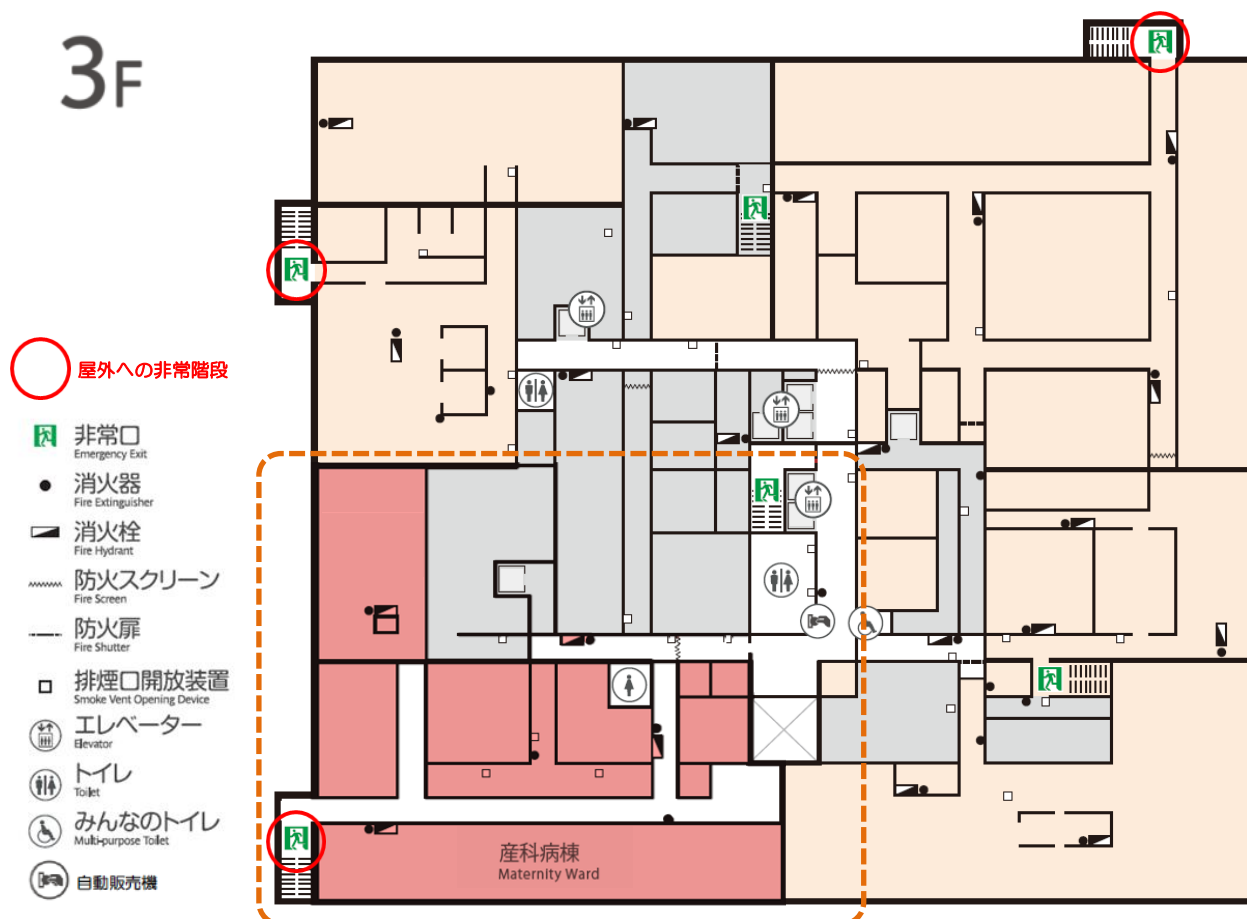 3F
屋外への非常階段
非常口
Emergency Exit
消火器
Fire Extinguisher
消火栓
Fire Hydrant
防火スクリーン
Fire Screen
防火扉
Fire Shutter
排煙口開放装置
Smoke Vent Opening Device
エレベーター
Elevator
トイレ
Toilet
みんなのトイレ
Multi-purpose Toilet
自動販売機
産科病棟
Maternity Ward